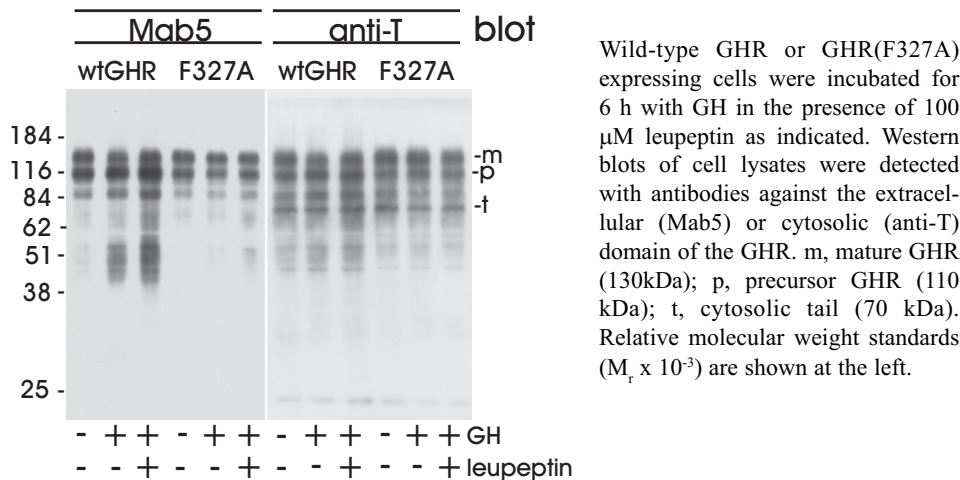 Mab5 anti-T blot
wtGHR F327A wtGHR F327A
184 -
116 -
84 -
62 -
51 -
38 -
25 -
-m
-p
-t
- + + - + + - + + - + + GH
- - + - - + - - + - - + leupeptin
Wild-type GHR or GHR(F327A)
expressing cells were incubated for
6 h with GH in the presence of 100
μM leupeptin as indicated. Western
blots of cell lysates were detected
with antibodies against the extracel-
lular (Mab5) or cytosolic (anti-T)
domain of the GHR. m, mature GHR
(130kDa); p, precursor GHR (110
kDa); t, cytosolic tail (70 kDa).
Relative molecular weight standards
(Mr x 10-3) are shown at the left.